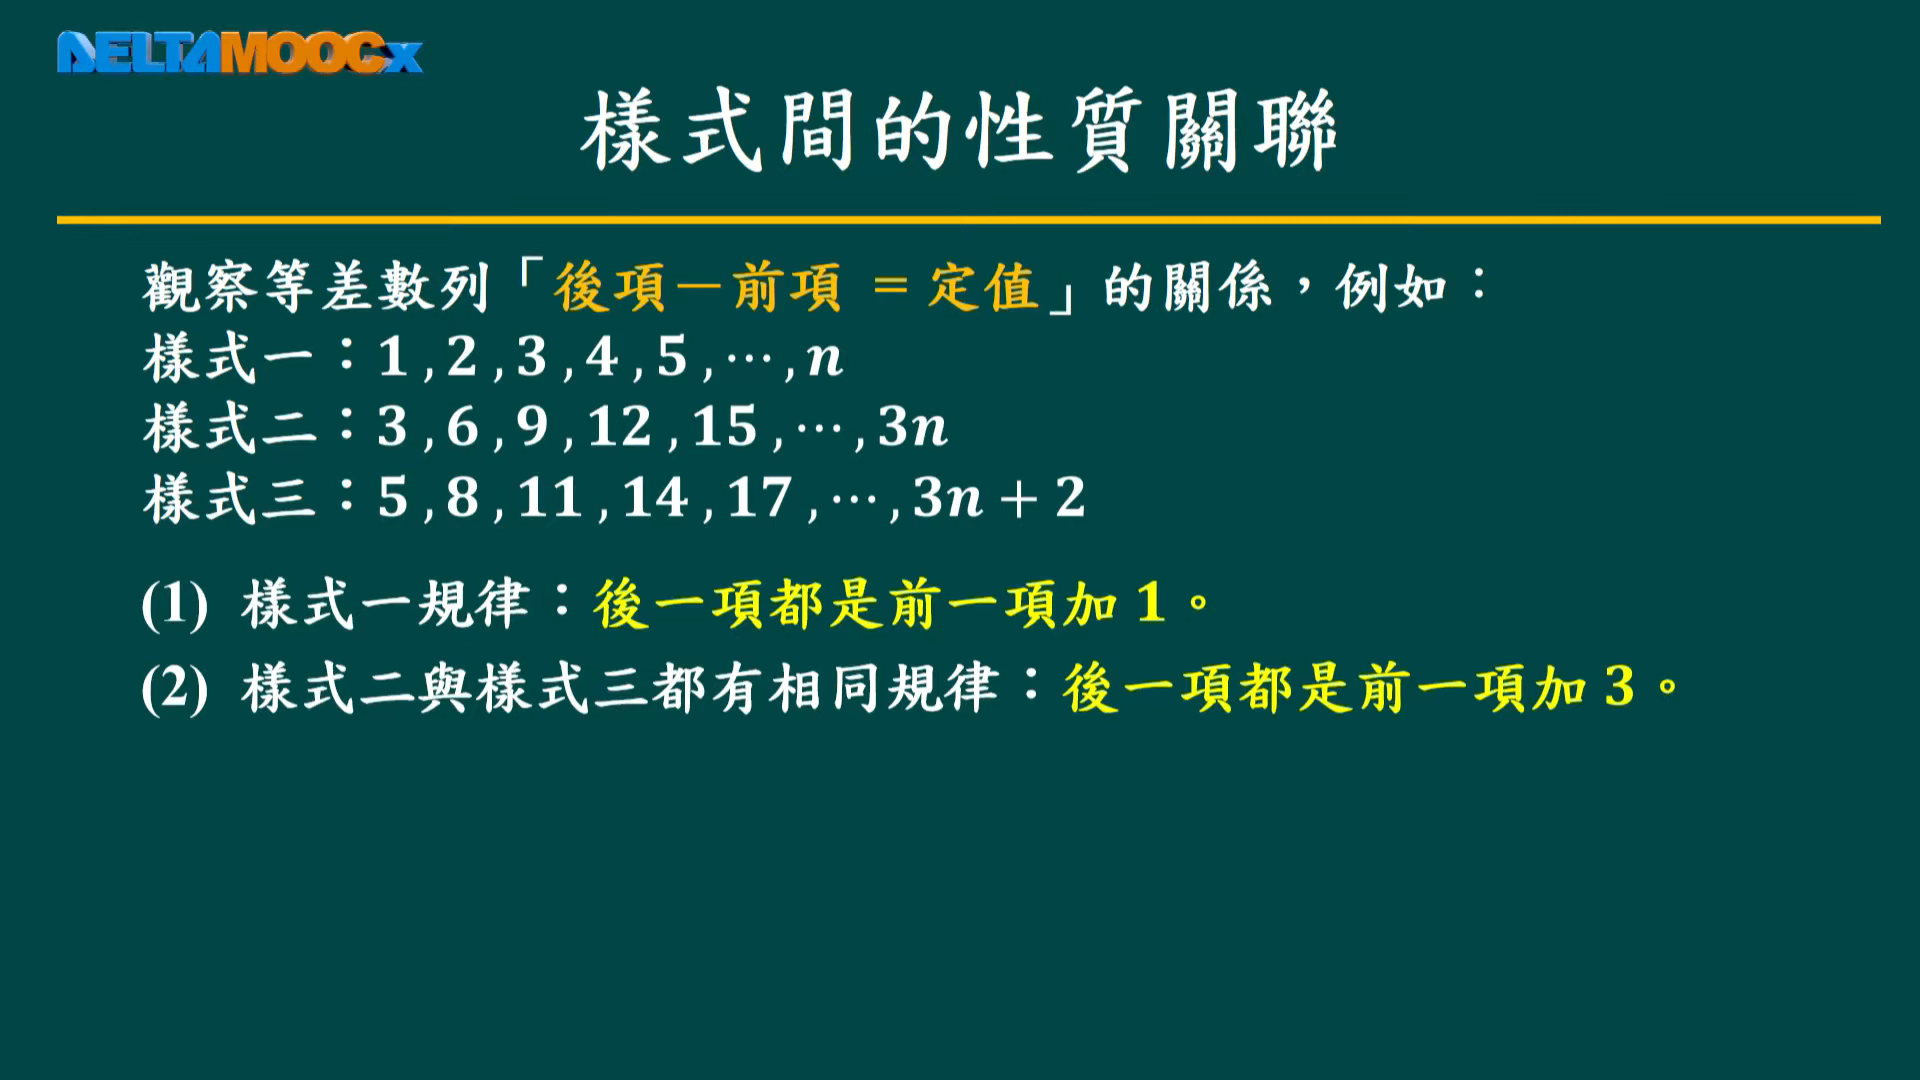 DELTAMOOCx
樣式間的性質關聯
觀察等差數列「後項－前項 = 定值」的關係，例如：
樣式一：1 , 2 , 3 , 4 , 5 , ⋯ , n
樣式二：3 , 6 , 9 , 12 , 15 , ⋯ , 3n
樣式三：5 , 8 , 11 , 14 , 17 , ⋯ , 3n + 2
(1) 樣式一規律：後一項都是前一項加 1。
(2) 樣式二與樣式三都有相同規律：後一項都是前一項加 3。